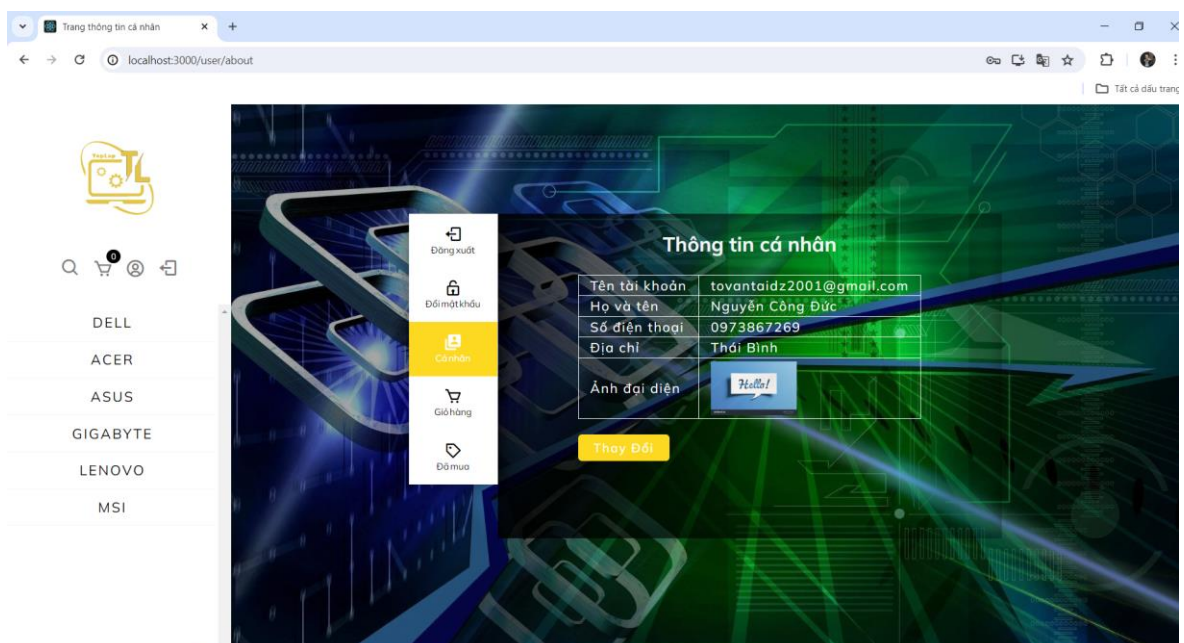 Trang thông tin cá nhân
localhost:3000/user/about
Tất cả dấu trang
TopLap
TL
0
DELL
ACER
ASUS
GIGABYTE
LENOVO
MSI
Đăng xuất
Đổi mật khẩu
Cá nhân
Giỏ hàng
Đã mua
Thông tin cá nhân
Tên tài khoản tovantaidz2001@gmail.com
Họ và tên Nguyễn Công Đức
Số điện thoại 0973867269
Địa chỉ Thái Bình
Ảnh đại diện Hello!
Thay Đổi